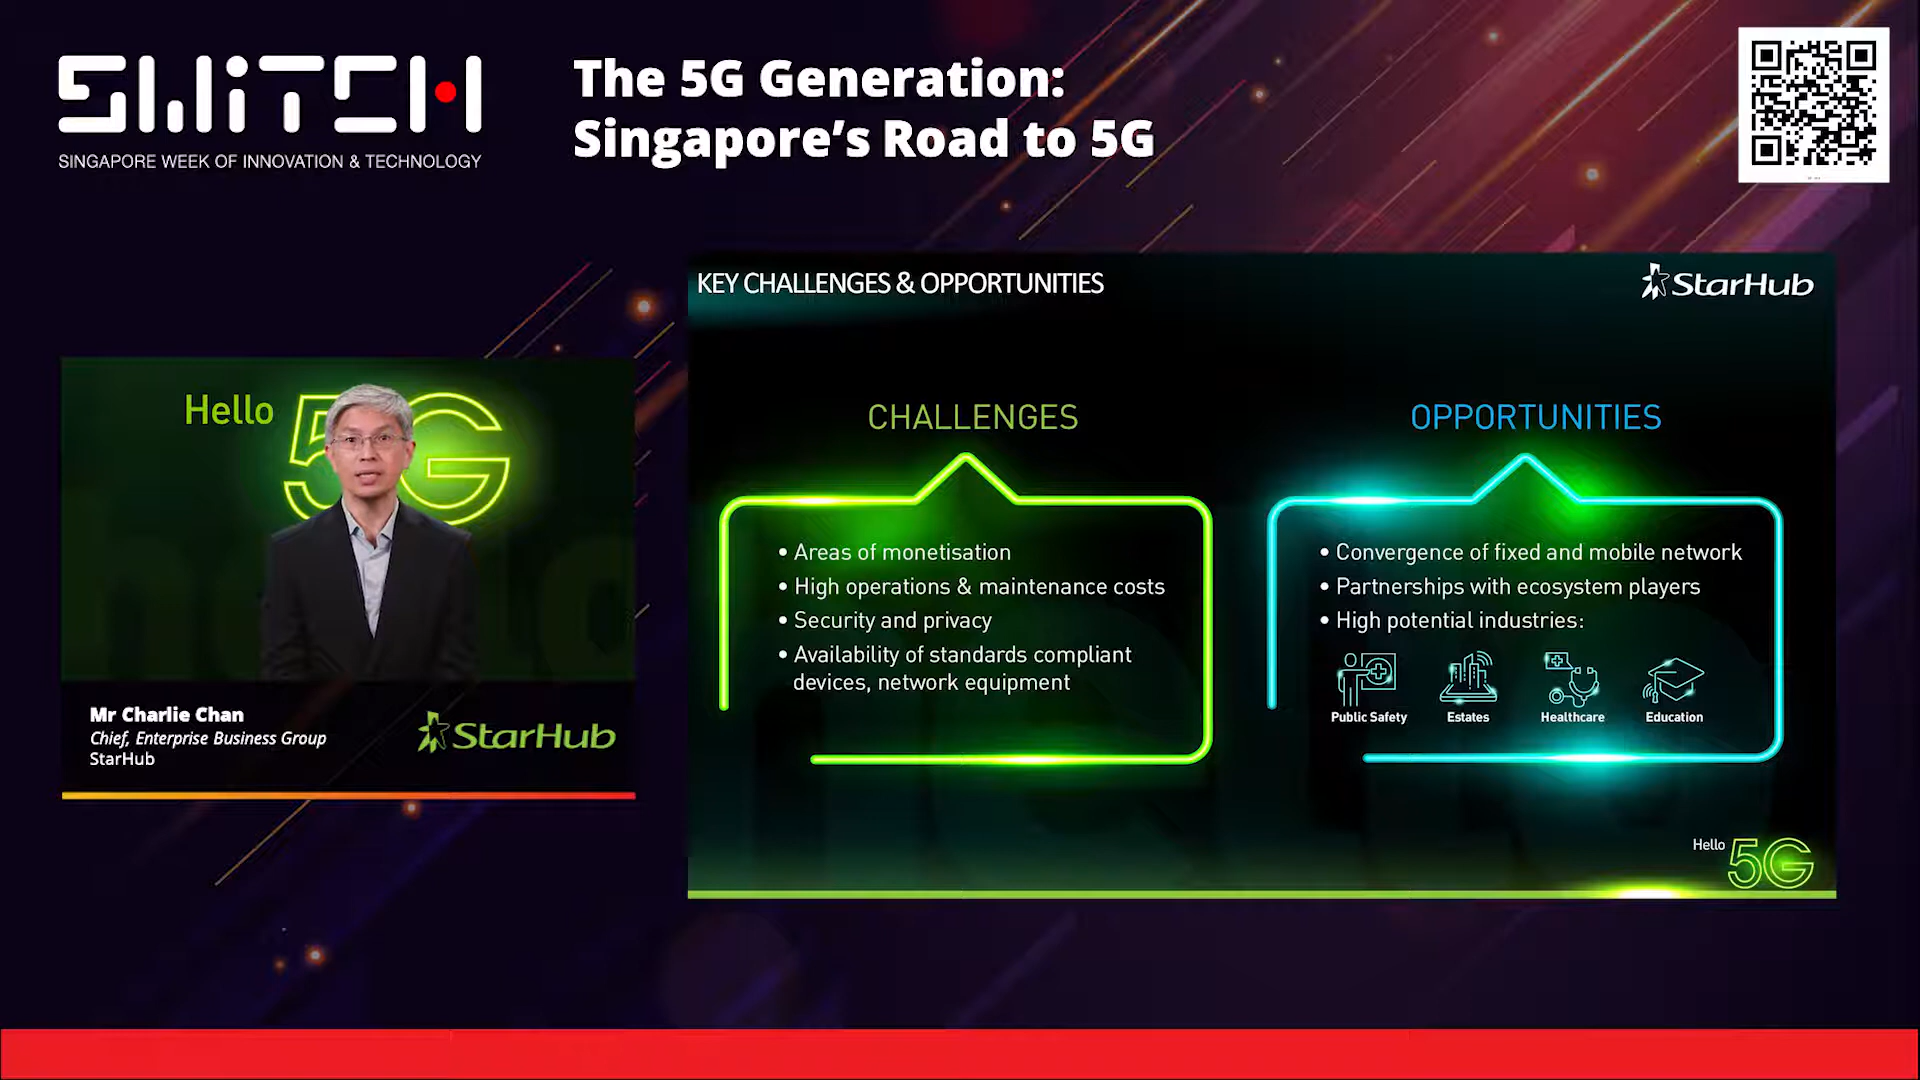 SWITCH
SINGAPORE WEEK OF INNOVATION & TECHNOLOGY
The 5G Generation:
Singapore's Road to 5G
Hello 5G
Mr Charlie Chan
Chief, Enterprise Business Group
StarHub
StarHub
KEY CHALLENGES & OPPORTUNITIES
StarHub
CHALLENGES
• Areas of monetisation
• High operations & maintenance costs
• Security and privacy
• Availability of standards compliant
devices, network equipment
OPPORTUNITIES
• Convergence of fixed and mobile network
• Partnerships with ecosystem players
• High potential industries:
Public Safety
Estates
Healthcare
Education
Hello 5G